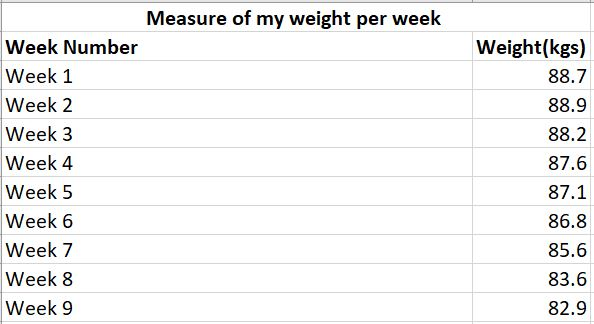 Measure of my weight per week
Week Number Weight(kgs)
Week 1 88.7
Week 2 88.9
Week 3 88.2
Week 4 87.6
Week 5 87.1
Week 6 86.8
Week 7 85.6
Week 8 83.6
Week 9 82.9